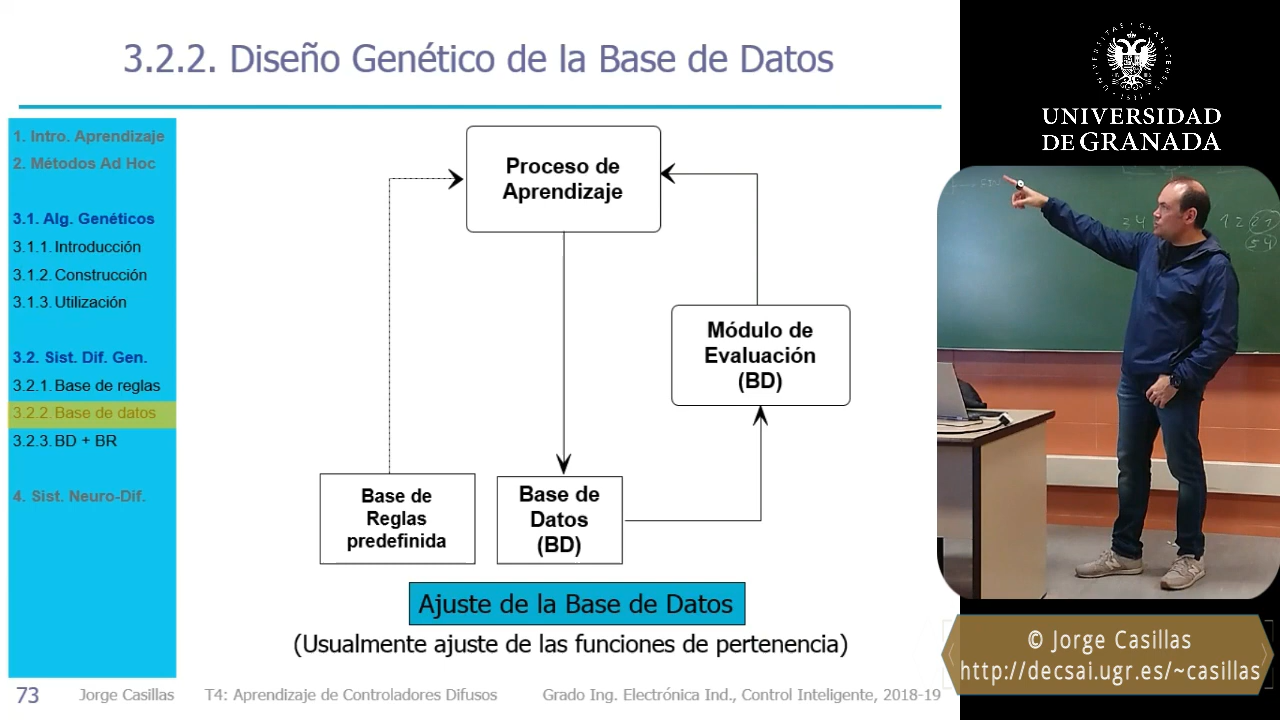 3.2.2. Diseño Genético de la Base de Datos
1. Intro. Aprendizaje
2. Métodos Ad Hoc
3.1. Alg. Genéticos
3.1.1. Introducción
3.1.2. Construcción
3.1.3. Utilización
3.2. Sist. Dif. Gen.
3.2.1. Base de reglas
3.2.2. Base de datos
3.2.3. BD + BR
4. Sist. Neuro-Dif.
Proceso de
Aprendizaje
Módulo de
Evaluación
(BD)
Base de
Reglas
predefinida
Base de
Datos
(BD)
Ajuste de la Base de Datos
(Usualmente ajuste de las funciones de pertenencia)
73 Jorge Casillas T4: Aprendizaje de Controladores Difusos Grado Ing. Electrónica Ind., Control Inteligente, 2018-19
UNIVERSIDAD
DE GRANADA
34 12 21
54
© Jorge Casillas
http://decsai.ugr.es/~casillas